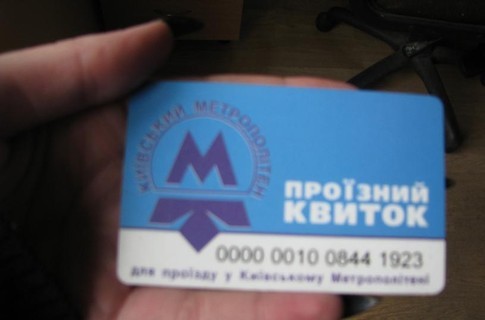 КИЇВСЬКИЙ МЕТРОПОЛІТЕН
М
ПРОЇЗНИЙ
КВИТОК
0000 0010 0844 1923
для проїзду у Київському Метрополітені